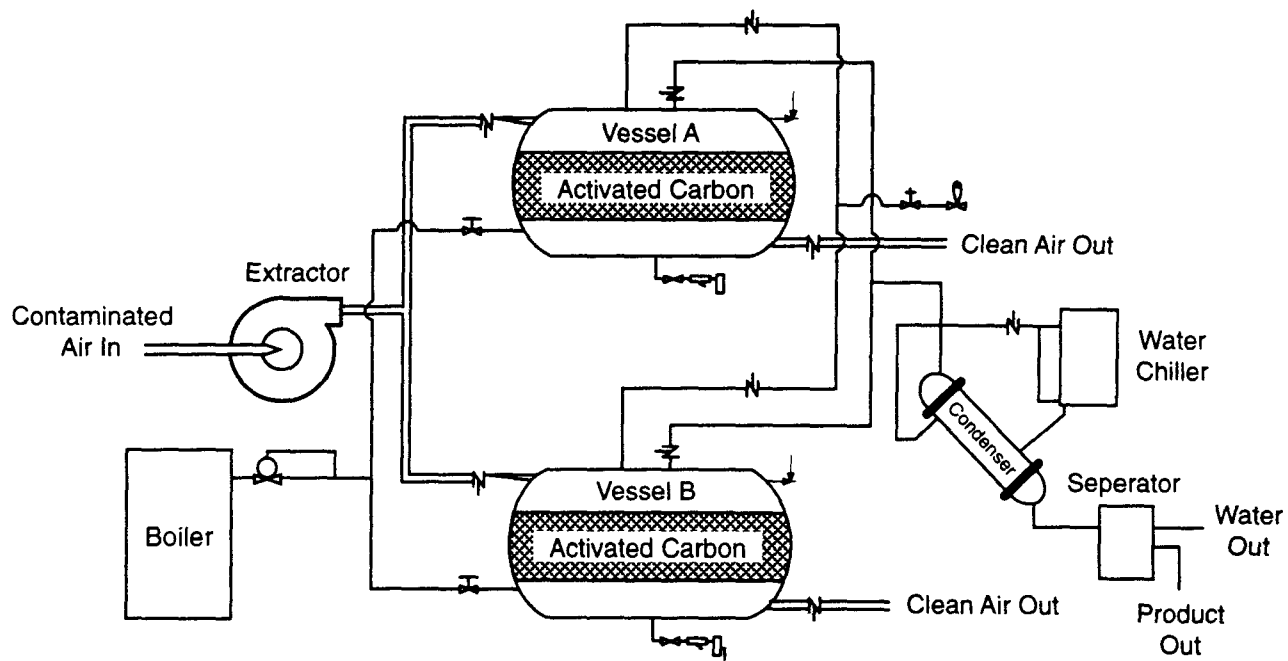 Vessel A
Activated Carbon
Clean Air Out
Extractor
Contaminated
Air In
Water
Chiller
Condenser
Boiler
Vessel B
Activated Carbon
Clean Air Out
Seperator
Water
Out
Product
Out